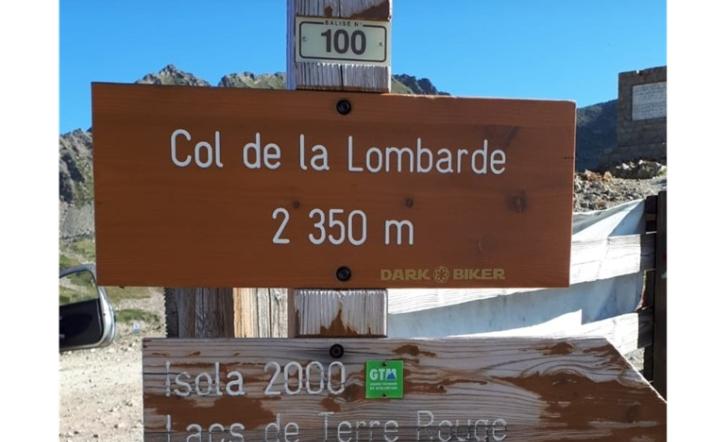 BALISE N°
100
Col de la Lombarde
2 350 m
DARK BIKER
Isola 2000
GTM
Lacs de Terre Rouge